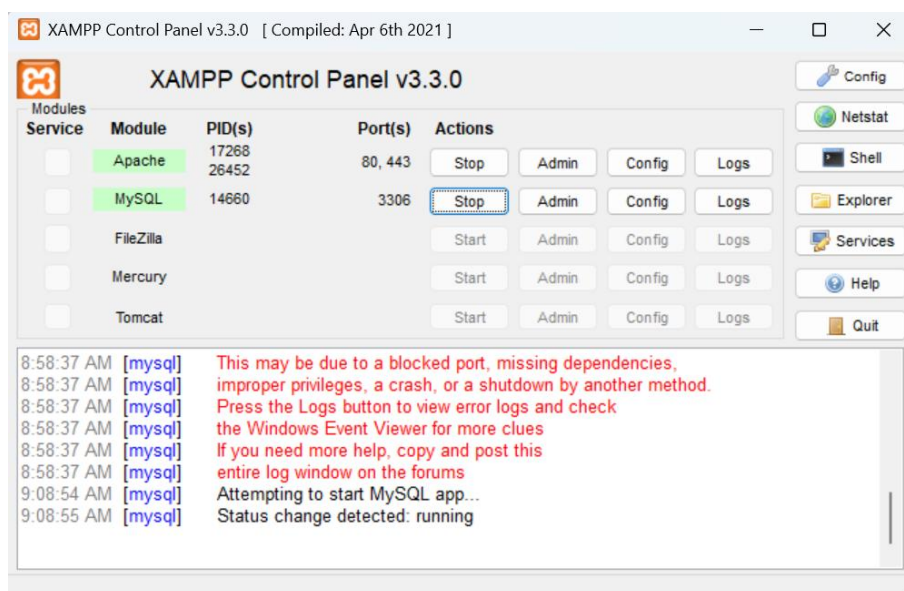 XAMPP Control Panel v3.3.0 [ Compiled: Apr 6th 2021 ]
XAMPP Control Panel v3.3.0
Config
Modules
Service Module PID(s) Port(s) Actions
Netstat
Apache 17268 26452 80, 443 Stop Admin Config Logs
Shell
MySQL 14660 3306 Stop Admin Config Logs
Explorer
FileZilla Start Admin Config Logs
Services
Mercury Start Admin Config Logs
Help
Tomcat Start Admin Config Logs
Quit
8:58:37 AM [mysql] This may be due to a blocked port, missing dependencies,
8:58:37 AM [mysql] improper privileges, a crash, or a shutdown by another method.
8:58:37 AM [mysql] Press the Logs button to view error logs and check
8:58:37 AM [mysql] the Windows Event Viewer for more clues
8:58:37 AM [mysql] If you need more help, copy and post this
8:58:37 AM [mysql] entire log window on the forums
9:08:54 AM [mysql] Attempting to start MySQL app...
9:08:55 AM [mysql] Status change detected: running